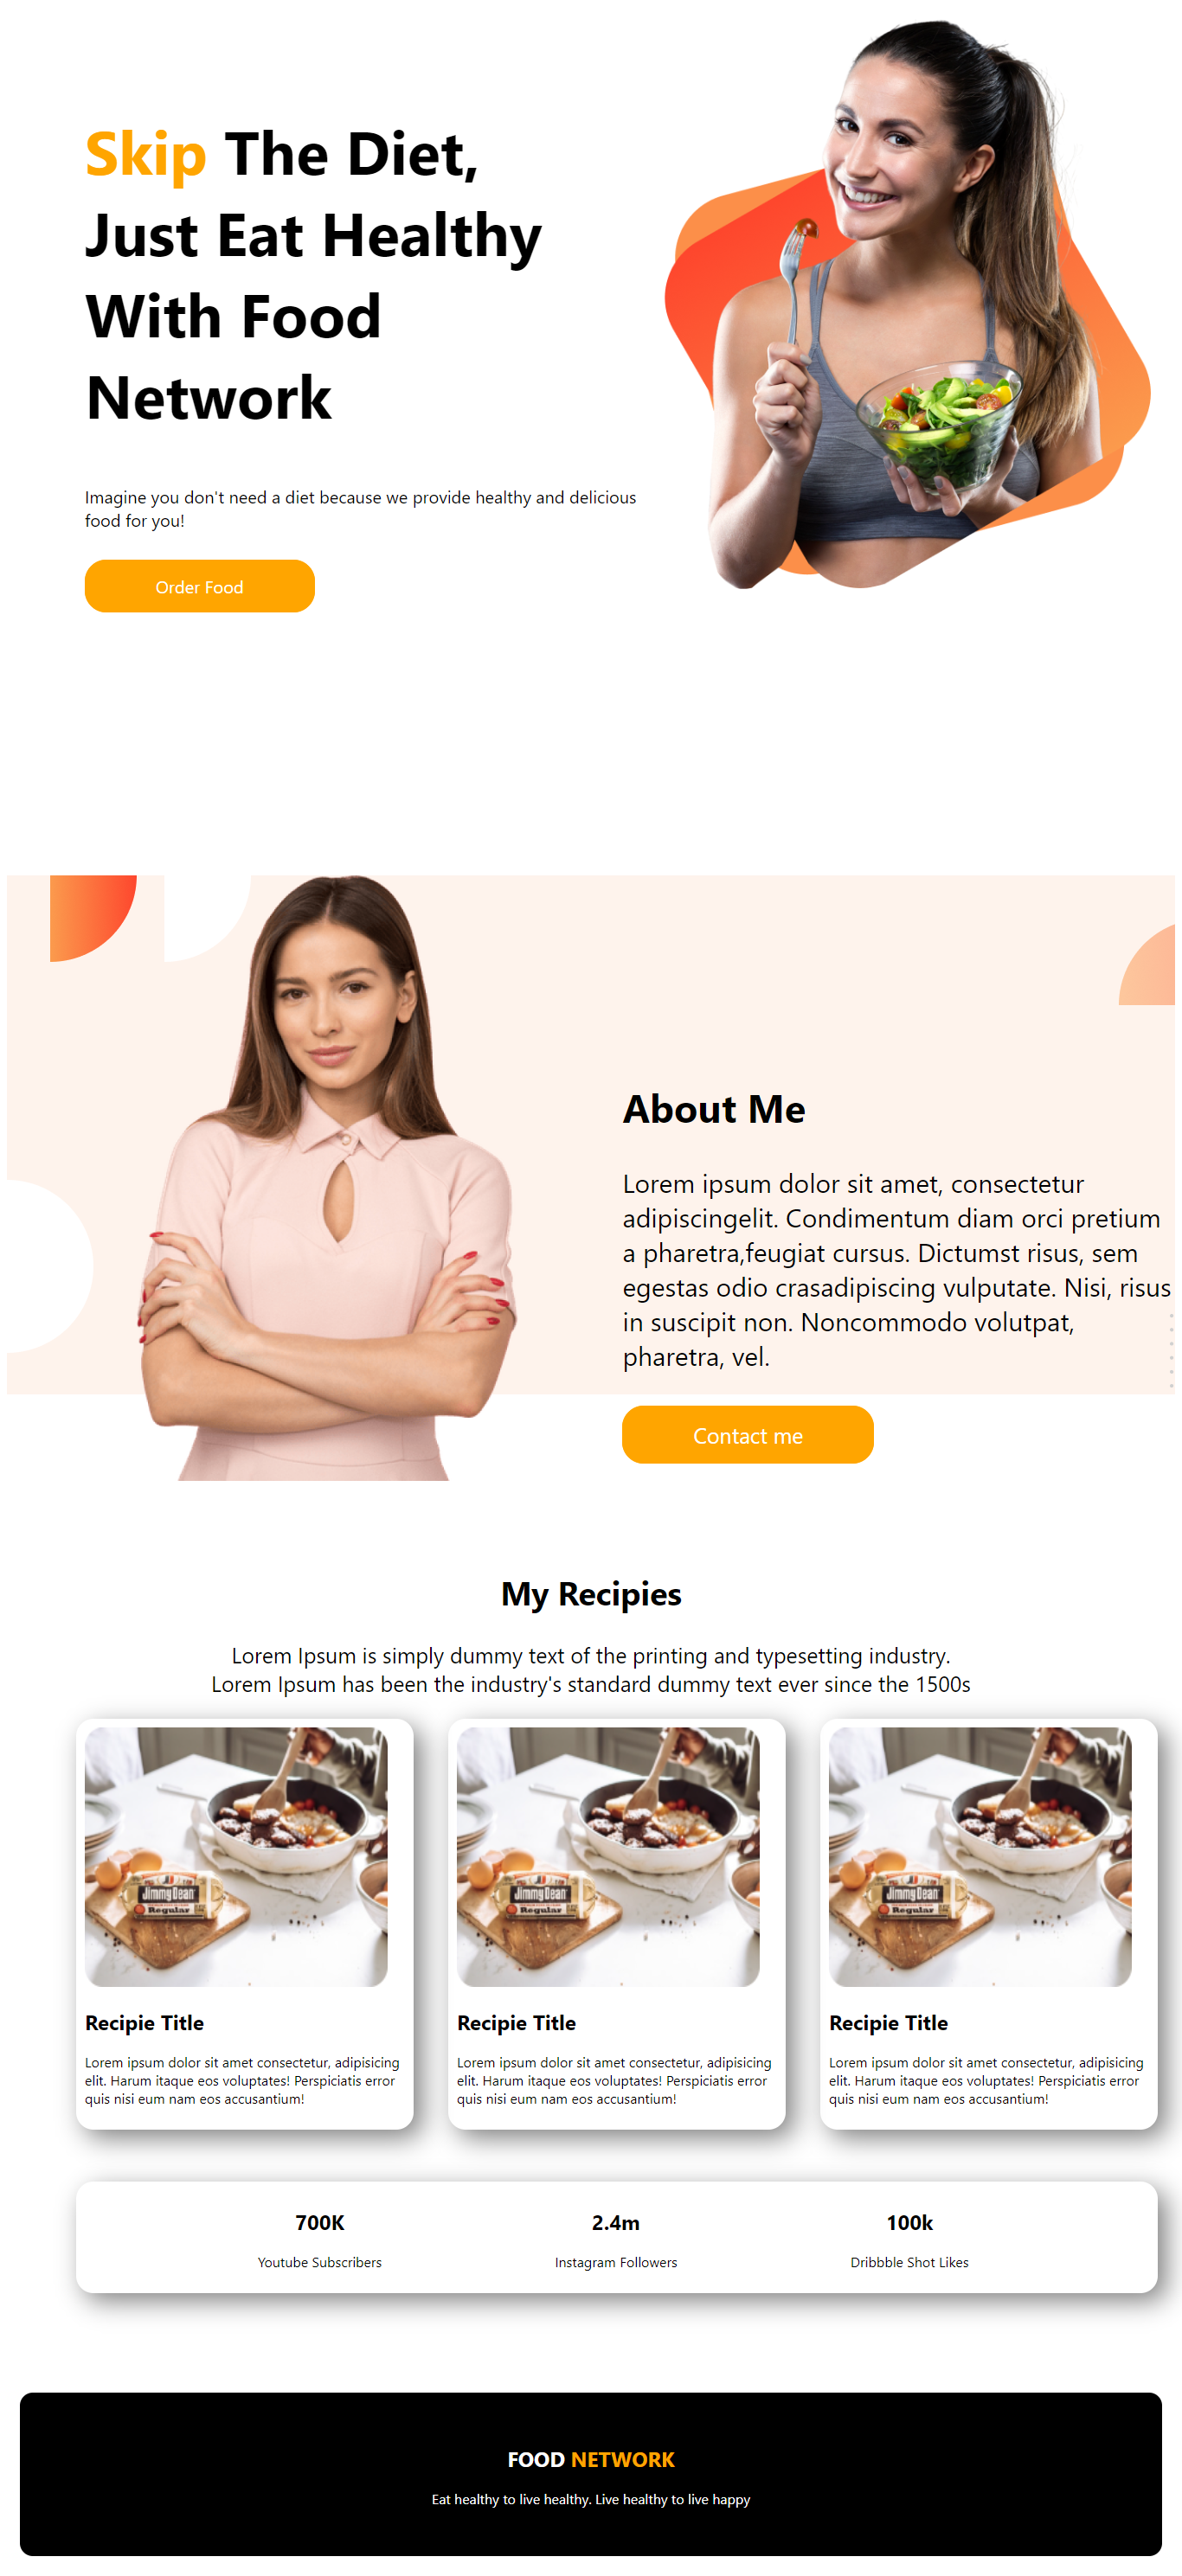 Skip The Diet,
Just Eat Healthy
With Food
Network
Imagine you don't need a diet because we provide healthy and delicious
food for you!
Order Food
About Me
Lorem ipsum dolor sit amet, consectetur
adipiscingelit. Condimentum diam orci pretium
a pharetra,feugiat cursus. Dictumst risus, sem
egestas odio crasadipiscing vulputate. Nisi, risus
in suscipit non. Noncommodo volutpat,
pharetra, vel.
Contact me
My Recipies
Lorem Ipsum is simply dummy text of the printing and typesetting industry.
Lorem Ipsum has been the industry's standard dummy text ever since the 1500s
Jimmy Dean
Regular
Recipie Title
Lorem ipsum dolor sit amet consectetur, adipisicing
elit. Harum itaque eos voluptates! Perspiciatis error
quis nisi eum nam eos accusantium!
Jimmy Dean
Regular
Recipie Title
Lorem ipsum dolor sit amet consectetur, adipisicing
elit. Harum itaque eos voluptates! Perspiciatis error
quis nisi eum nam eos accusantium!
Jimmy Dean
Regular
Recipie Title
Lorem ipsum dolor sit amet consectetur, adipisicing
elit. Harum itaque eos voluptates! Perspiciatis error
quis nisi eum nam eos accusantium!
700K
Youtube Subscribers
2.4m
Instagram Followers
100k
Dribbble Shot Likes
FOOD NETWORK
Eat healthy to live healthy. Live healthy to live happy